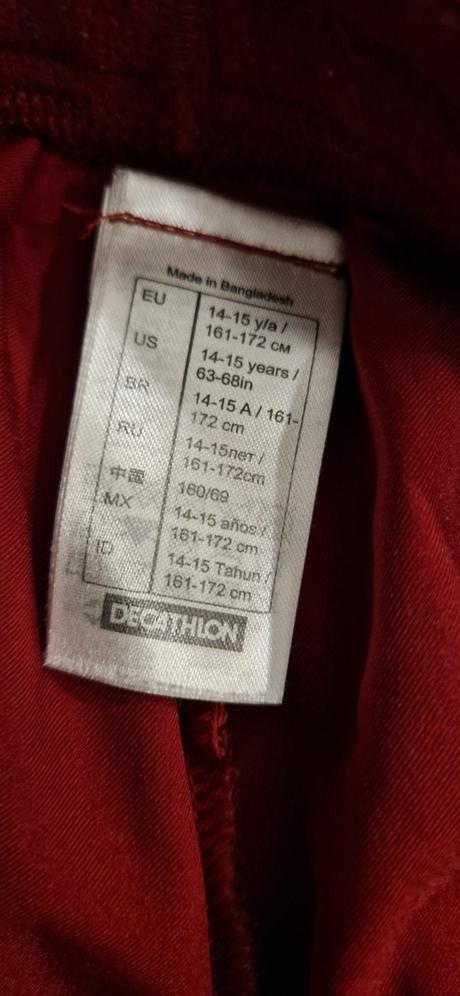 Made in Bangladesh
EU 14-15 y/a /
161-172 см
US 14-15 years /
63-68in
BR 14-15 A / 161-
172 cm
RU 14-15лет /
161-172cm
中國 160/69
MX 14-15 años /
161-172 cm
ID 14-15 Tahun /
161-172 cm
DECATHLON